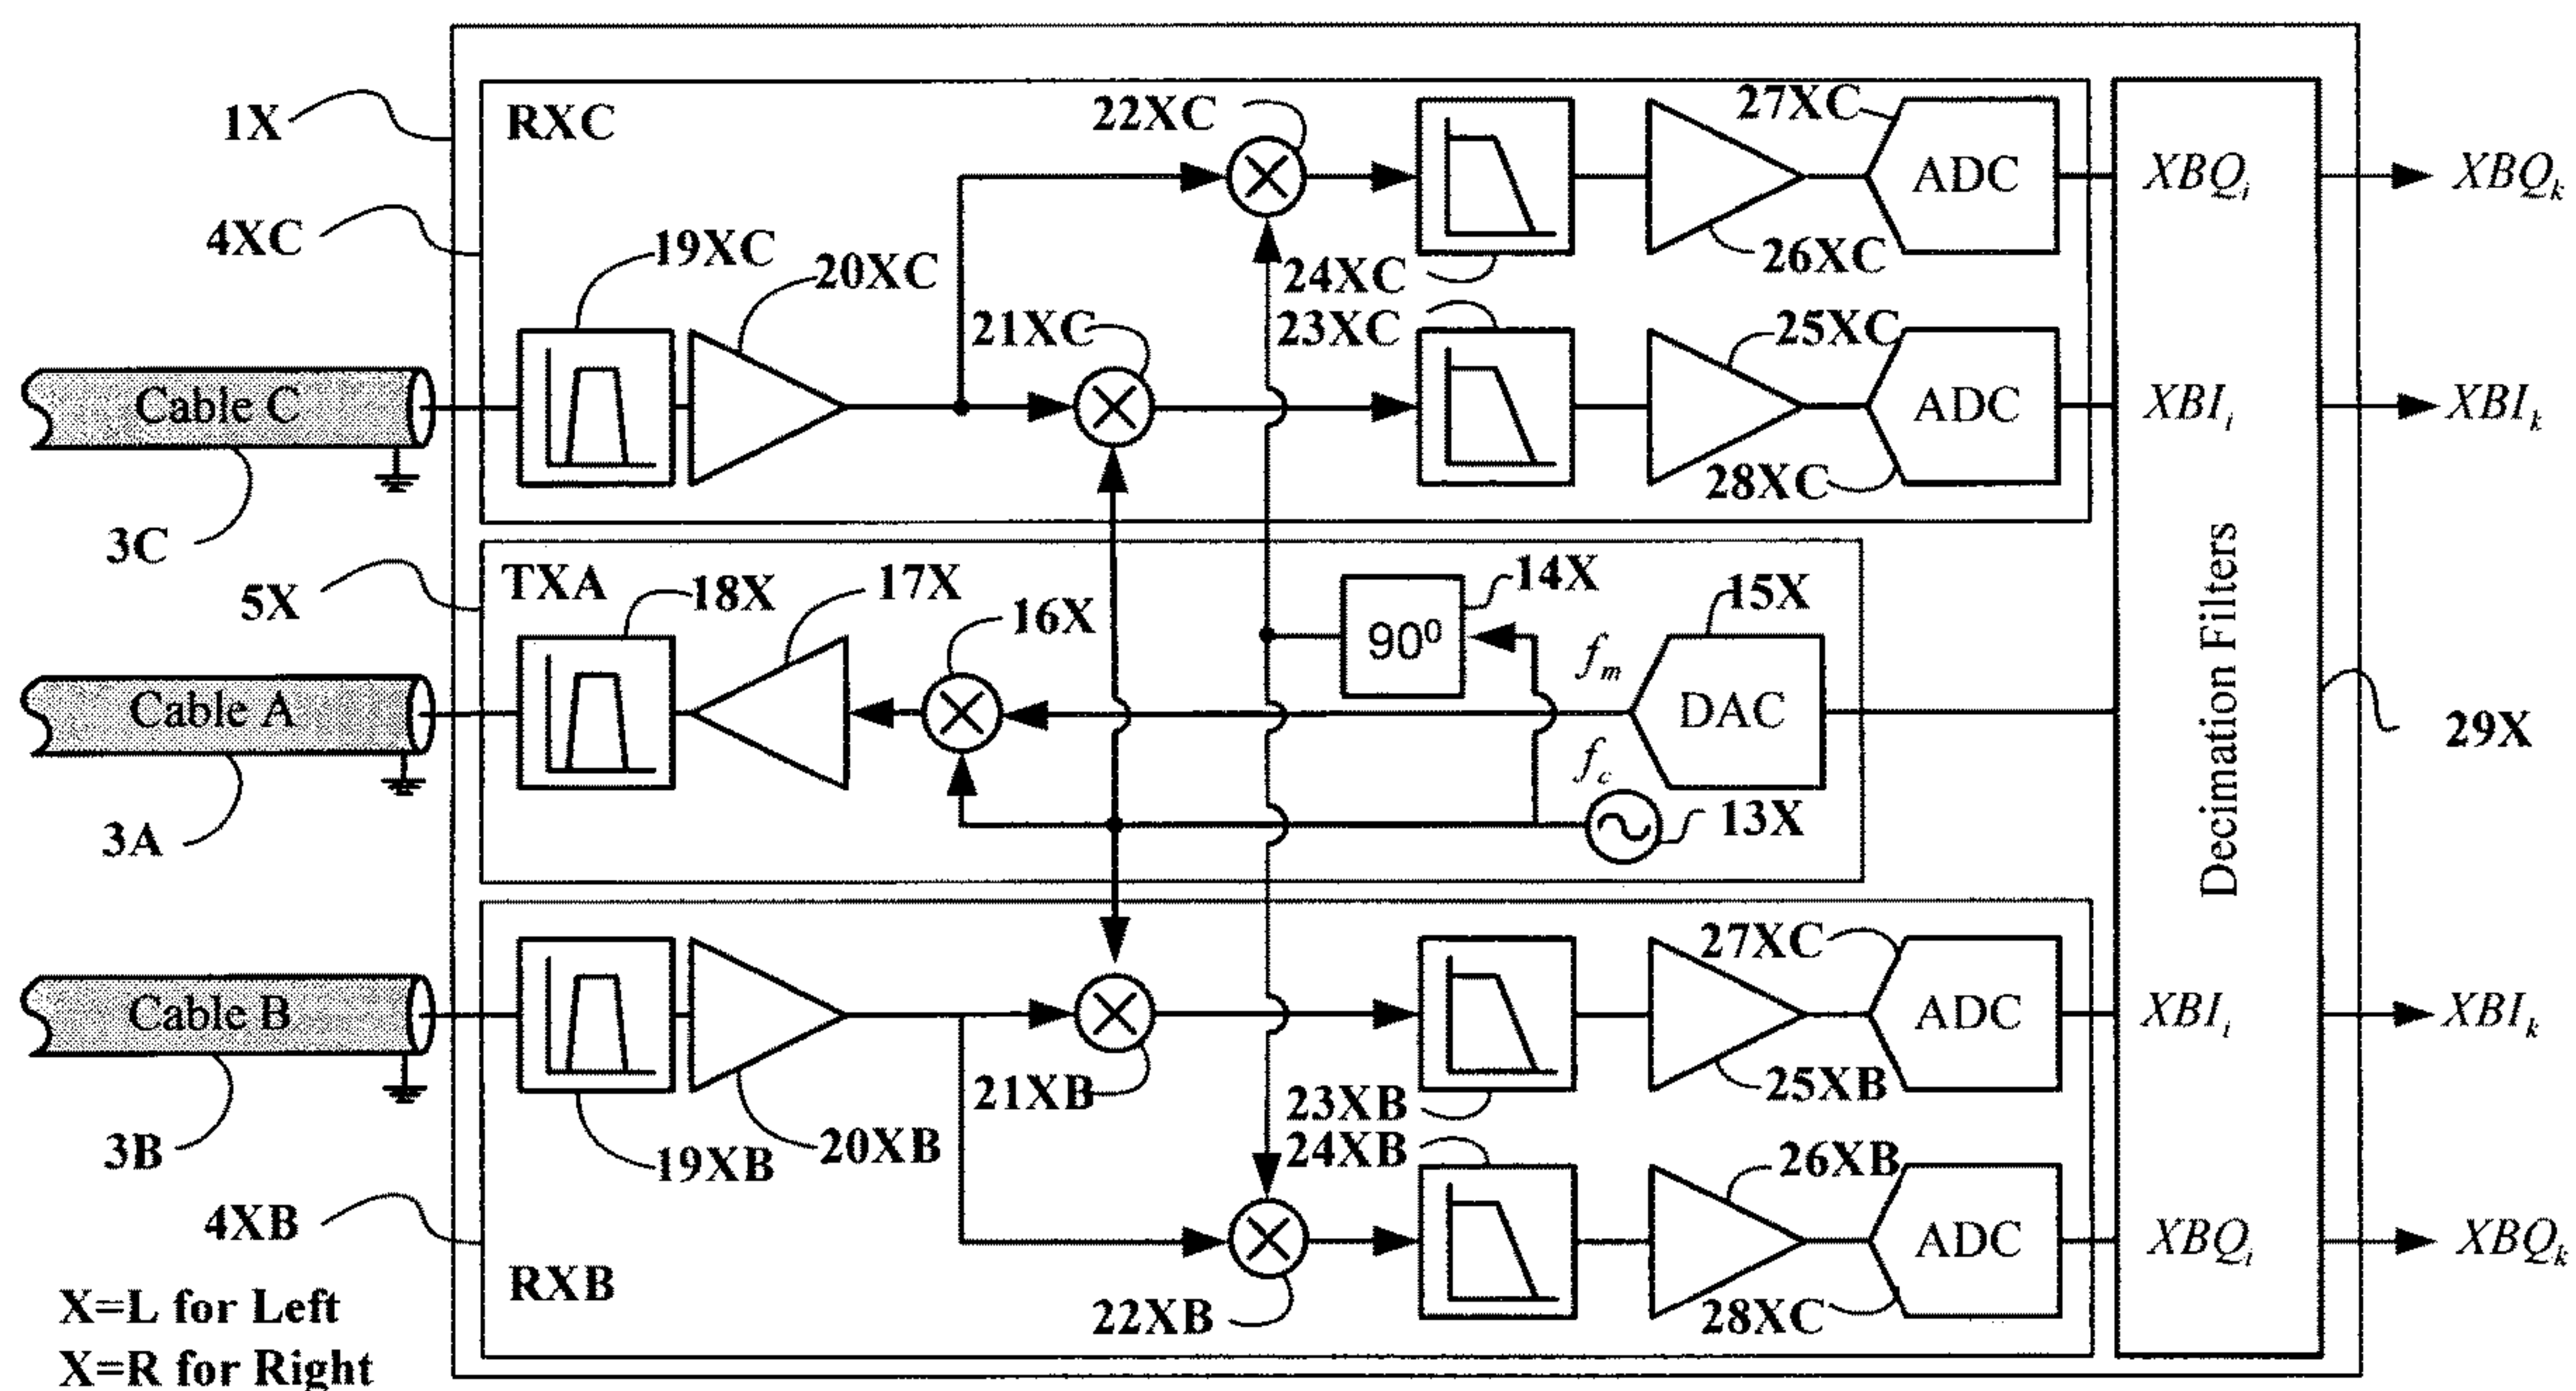 1X
RXC
22XC
27XC
ADC
XBQi
XBQk
4XC
19XC
20XC
24XC
26XC
21XC
23XC
25XC
Cable C
ADC
XBIi
XBIk
28XC
3C
5X
TXA
18X
17X
16X
14X
15X
90⁰
fm
Cable A
DAC
fc
13X
29X
3A
Decimation Filters
27XC
Cable B
ADC
XBIi
XBIk
21XB
23XB
25XB
3B
19XB
20XB
24XB
26XB
4XB
ADC
XBQi
XBQk
RXB
22XB
28XC
X=L for Left
X=R for Right